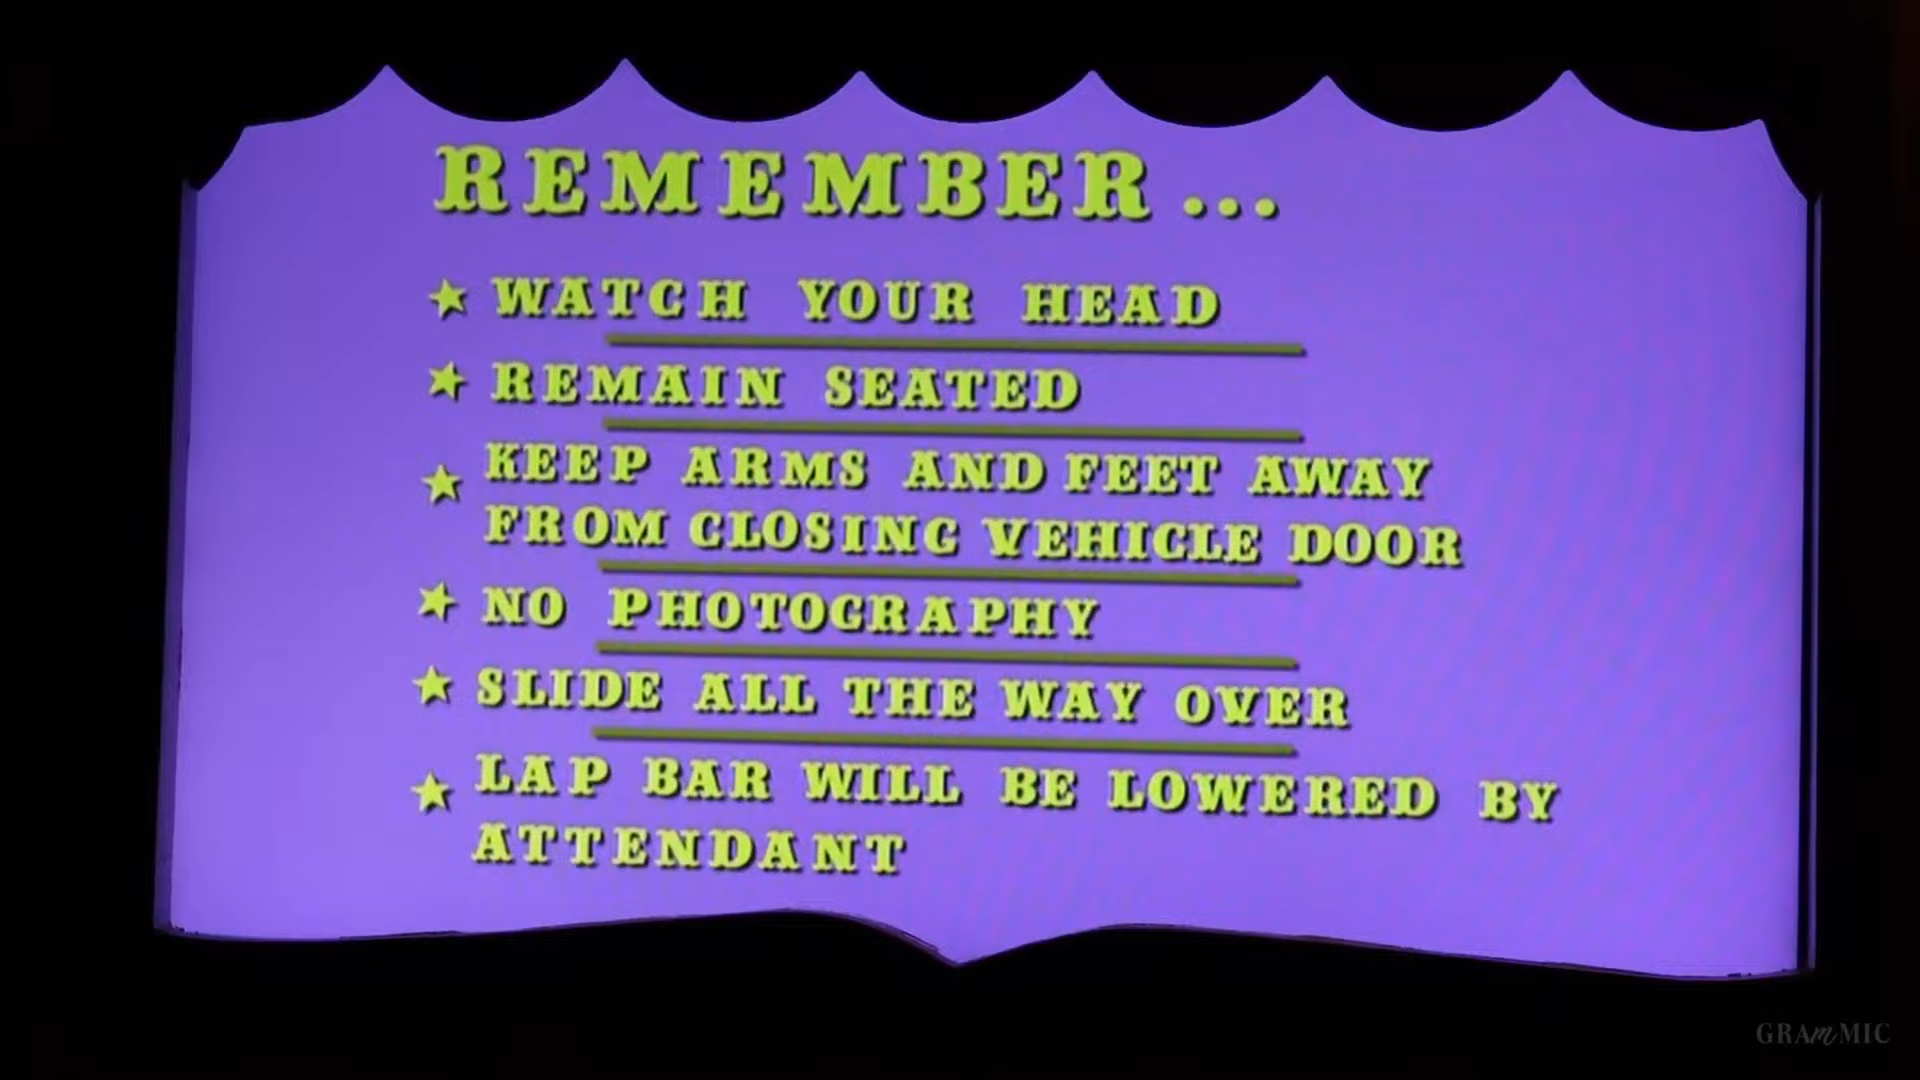 REMEMBER...
★ WATCH YOUR HEAD
★ REMAIN SEATED
★ KEEP ARMS AND FEET AWAY
FROM CLOSING VEHICLE DOOR
★ NO PHOTOGRAPHY
★ SLIDE ALL THE WAY OVER
★ LAP BAR WILL BE LOWERED BY
ATTENDANT
GRAMMIC